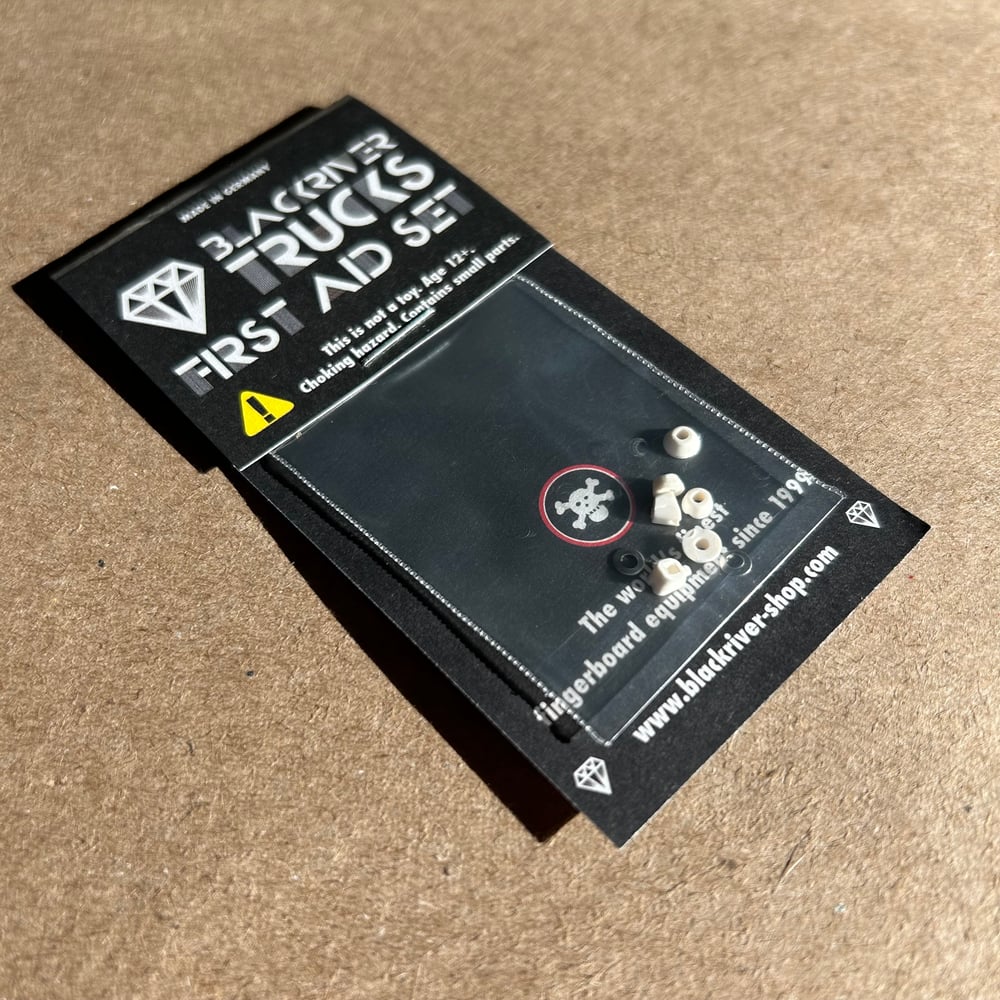 MADE IN GERMANY
BLACKRIVER
TRUCKS
FIRST AID SET
This is not a toy. Age 12+.
Choking hazard. Contains small parts.
The world's finest
fingerboard equipment since 1999
www.blackriver-shop.com